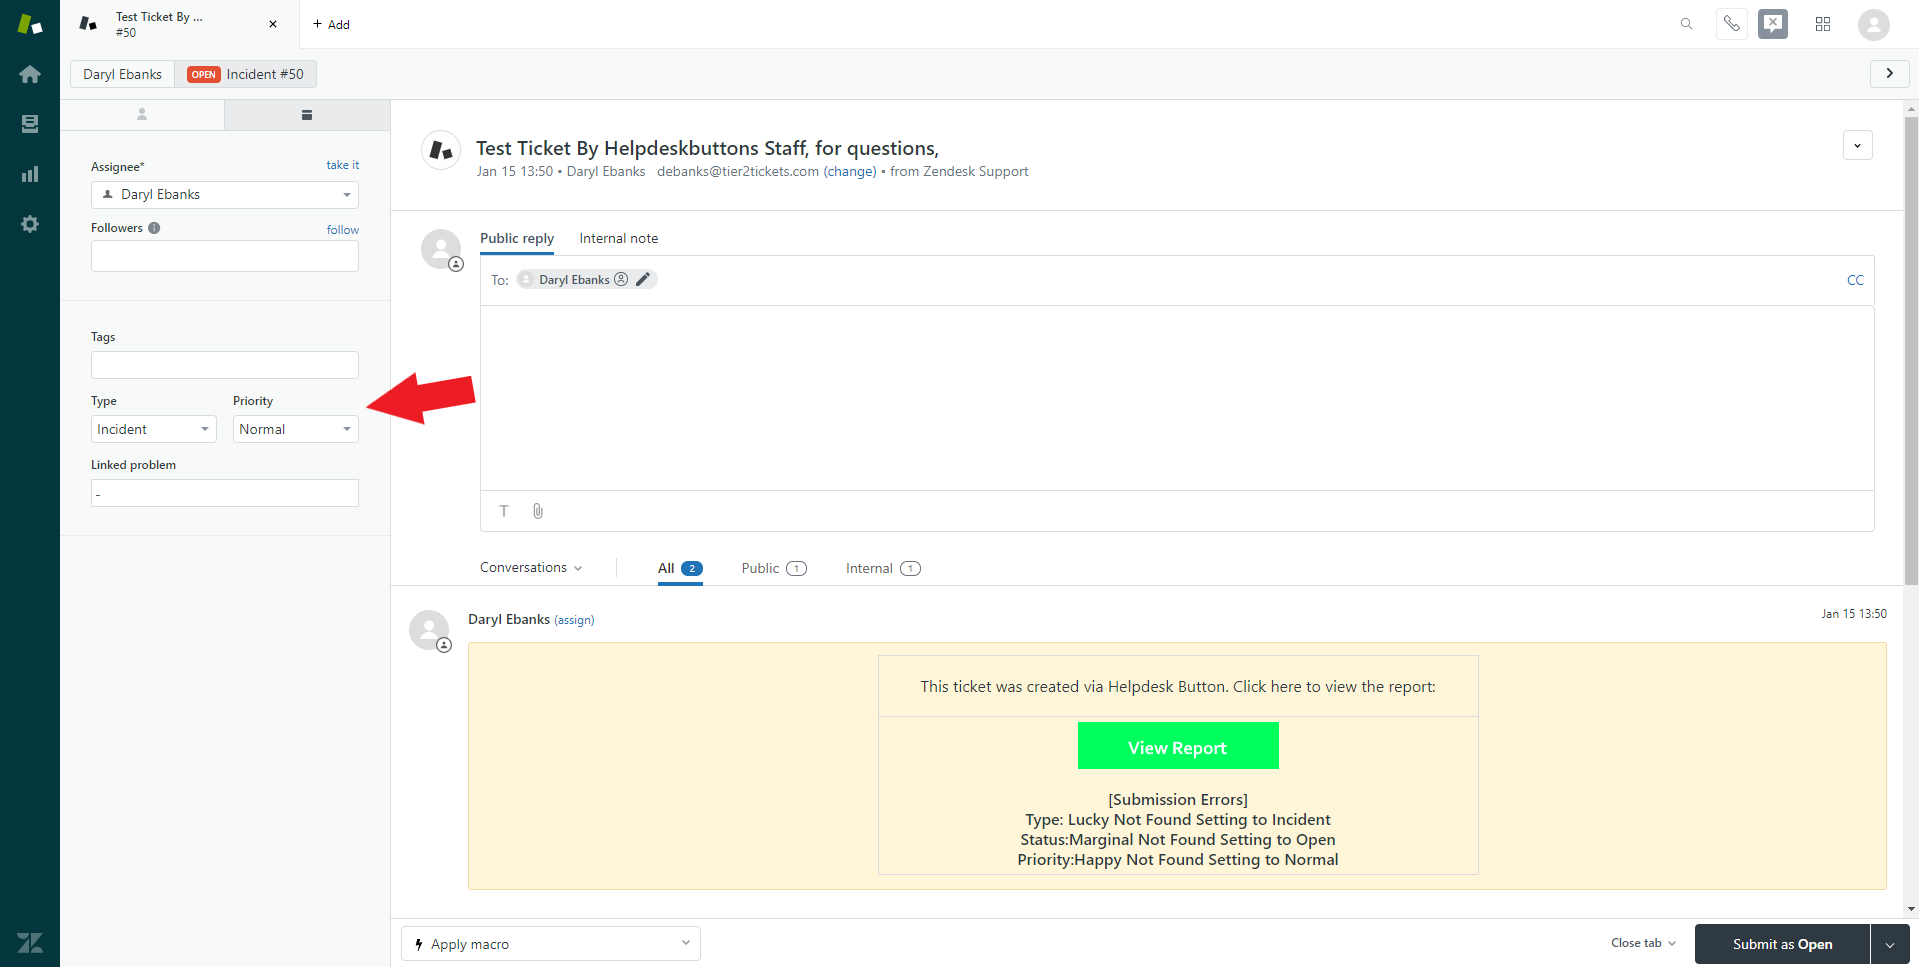 Test Ticket By ...
#50
+ Add
Daryl Ebanks
OPEN Incident #50
Assignee* take it
Daryl Ebanks
Followers follow
Tags
Type Priority
Incident Normal
Linked problem
-
Test Ticket By Helpdeskbuttons Staff, for questions,
Jan 15 13:50 • Daryl Ebanks debanks@tier2tickets.com (change) • from Zendesk Support
Public reply Internal note
To: Daryl Ebanks CC
T
Conversations All 2 Public 1 Internal 1
Daryl Ebanks (assign) Jan 15 13:50
This ticket was created via Helpdesk Button. Click here to view the report:
View Report
[Submission Errors]
Type: Lucky Not Found Setting to Incident
Status:Marginal Not Found Setting to Open
Priority:Happy Not Found Setting to Normal
Apply macro
Close tab
Submit as Open